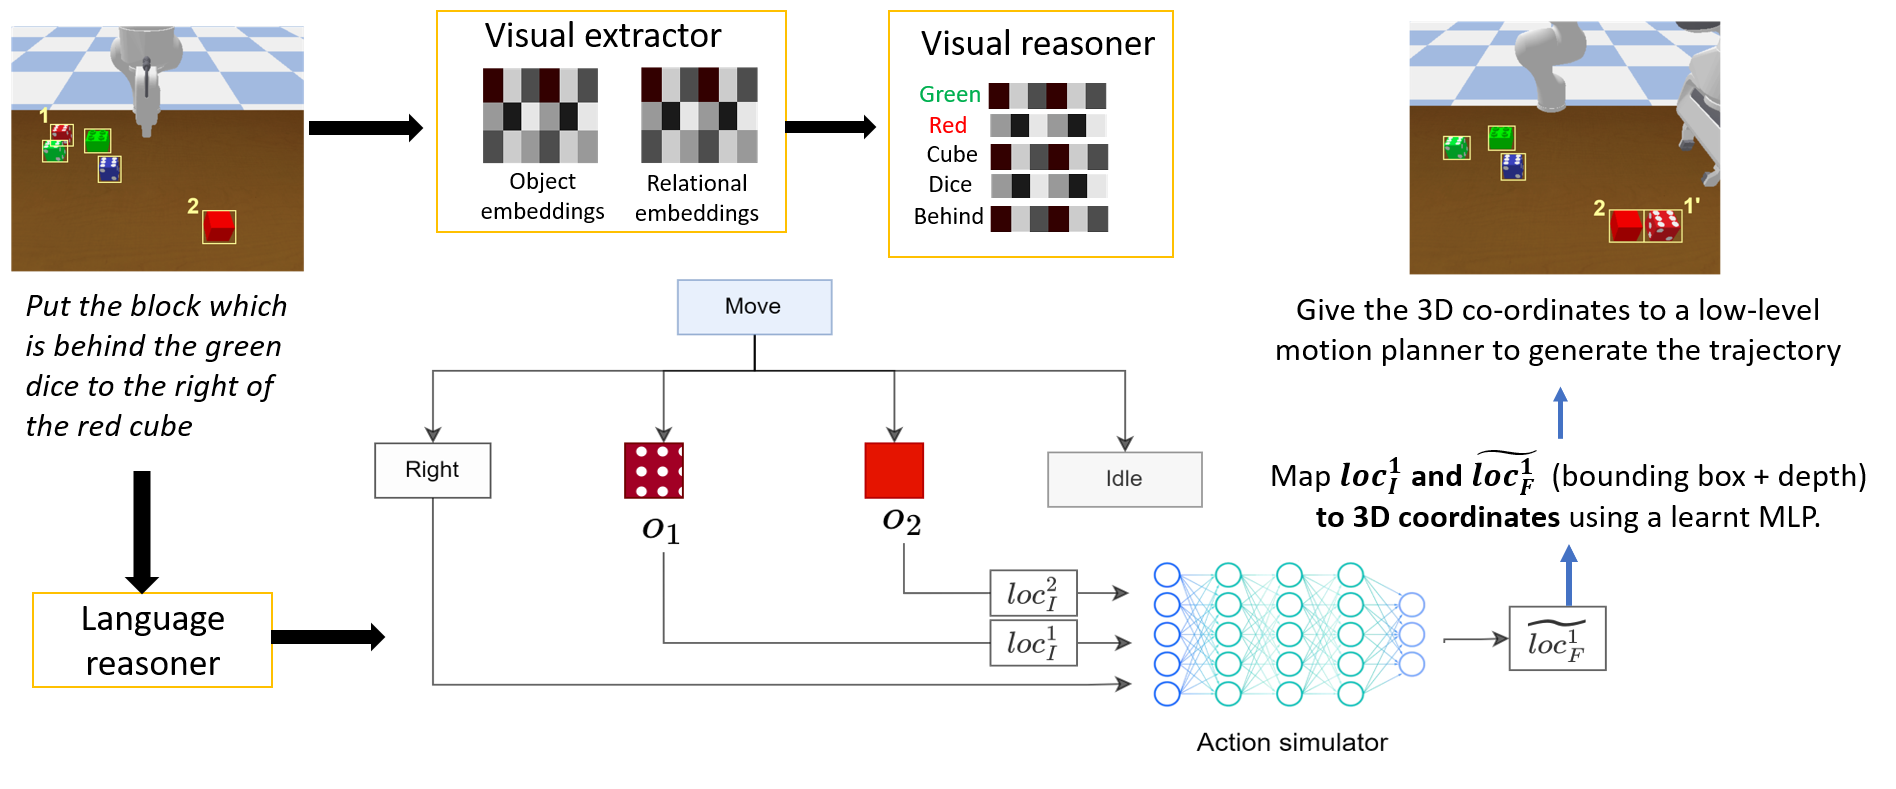 1
2
Put the block which
is behind the green
dice to the right of
the red cube
Language
reasoner
Visual extractor
Object
embeddings
Relational
embeddings
Visual reasoner
Green
Red
Cube
Dice
Behind
Move
Right
Idle
o₁
o₂
loc_I^2
loc_I^1
Action simulator
\widetilde{loc_F^1}
Map loc_I^1 and \widetilde{loc_F^1} (bounding box + depth)
to 3D coordinates using a learnt MLP.
Give the 3D co-ordinates to a low-level
motion planner to generate the trajectory
2
1'